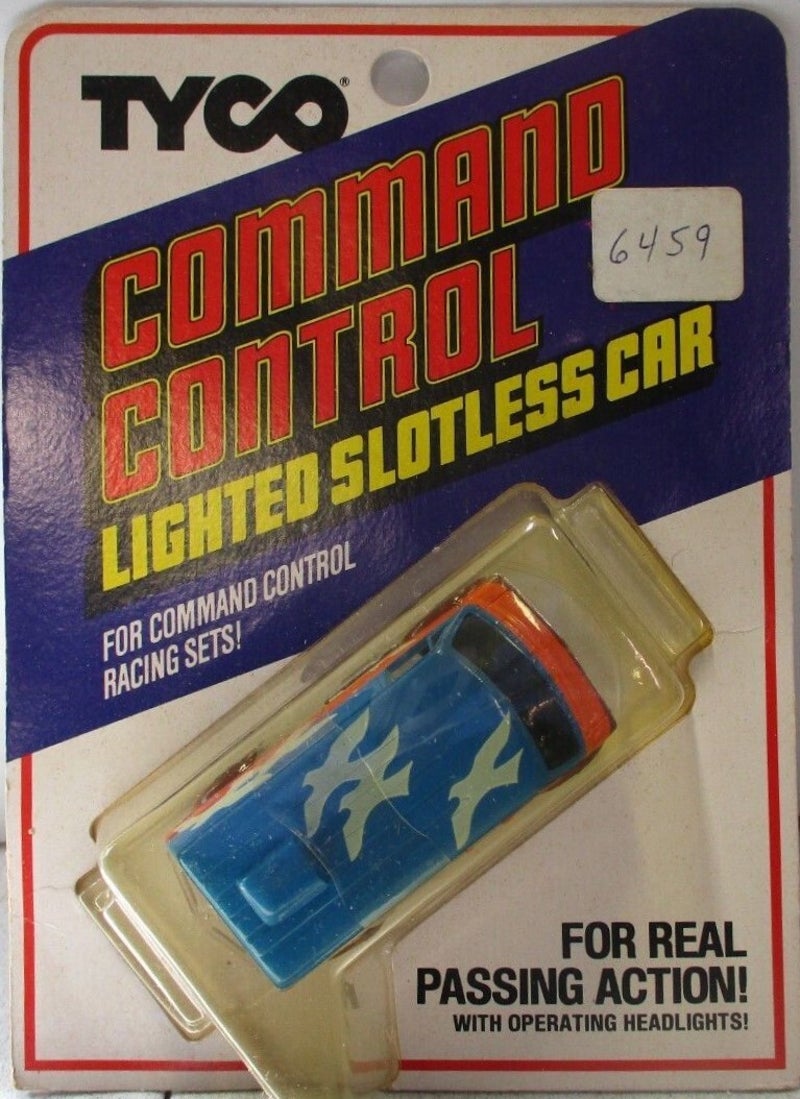 TYCO®
COMMAND
CONTROL
LIGHTED SLOTLESS CAR
6459
FOR COMMAND CONTROL
RACING SETS!
FOR REAL
PASSING ACTION!
WITH OPERATING HEADLIGHTS!